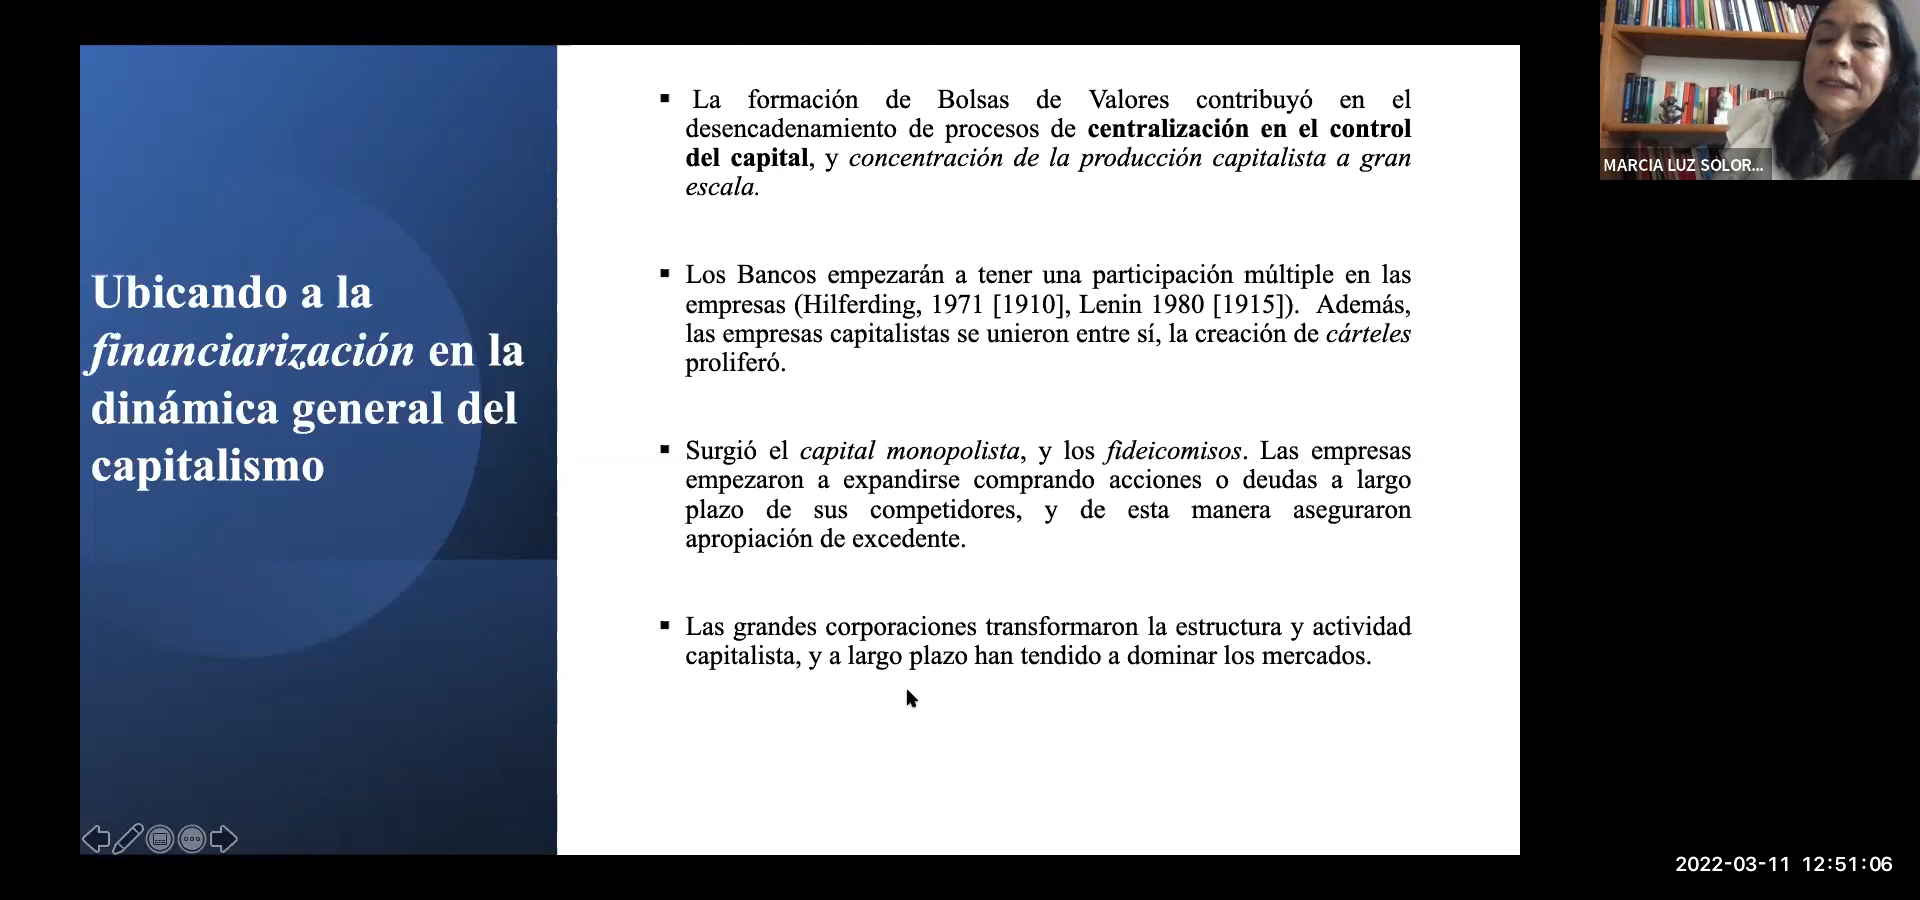 Ubicando a la
financiarización en la
dinámica general del
capitalismo
▪ La formación de Bolsas de Valores contribuyó en el
desencadenamiento de procesos de centralización en el control
del capital, y concentración de la producción capitalista a gran
escala.
▪ Los Bancos empezarán a tener una participación múltiple en las
empresas (Hilferding, 1971 [1910], Lenin 1980 [1915]). Además,
las empresas capitalistas se unieron entre sí, la creación de cárteles
proliferó.
▪ Surgió el capital monopolista, y los fideicomisos. Las empresas
empezaron a expandirse comprando acciones o deudas a largo
plazo de sus competidores, y de esta manera aseguraron
apropiación de excedente.
▪ Las grandes corporaciones transformaron la estructura y actividad
capitalista, y a largo plazo han tendido a dominar los mercados.
MARCIA LUZ SOLOR...
2022-03-11 12:51:06